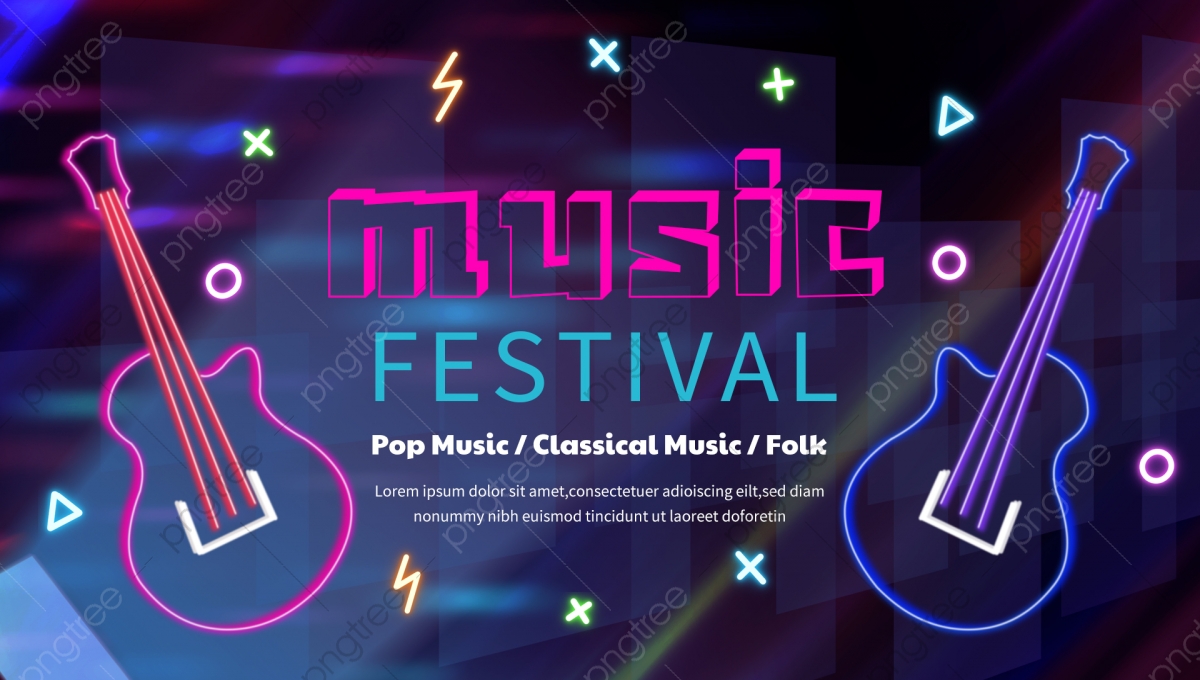 music
FESTIVAL
Pop Music / Classical Music / Folk
Lorem ipsum dolor sit amet,consectetuer adioiscing eilt,sed diam
nonummy nibh euismod tincidunt ut laoreet doforetin
pngtree